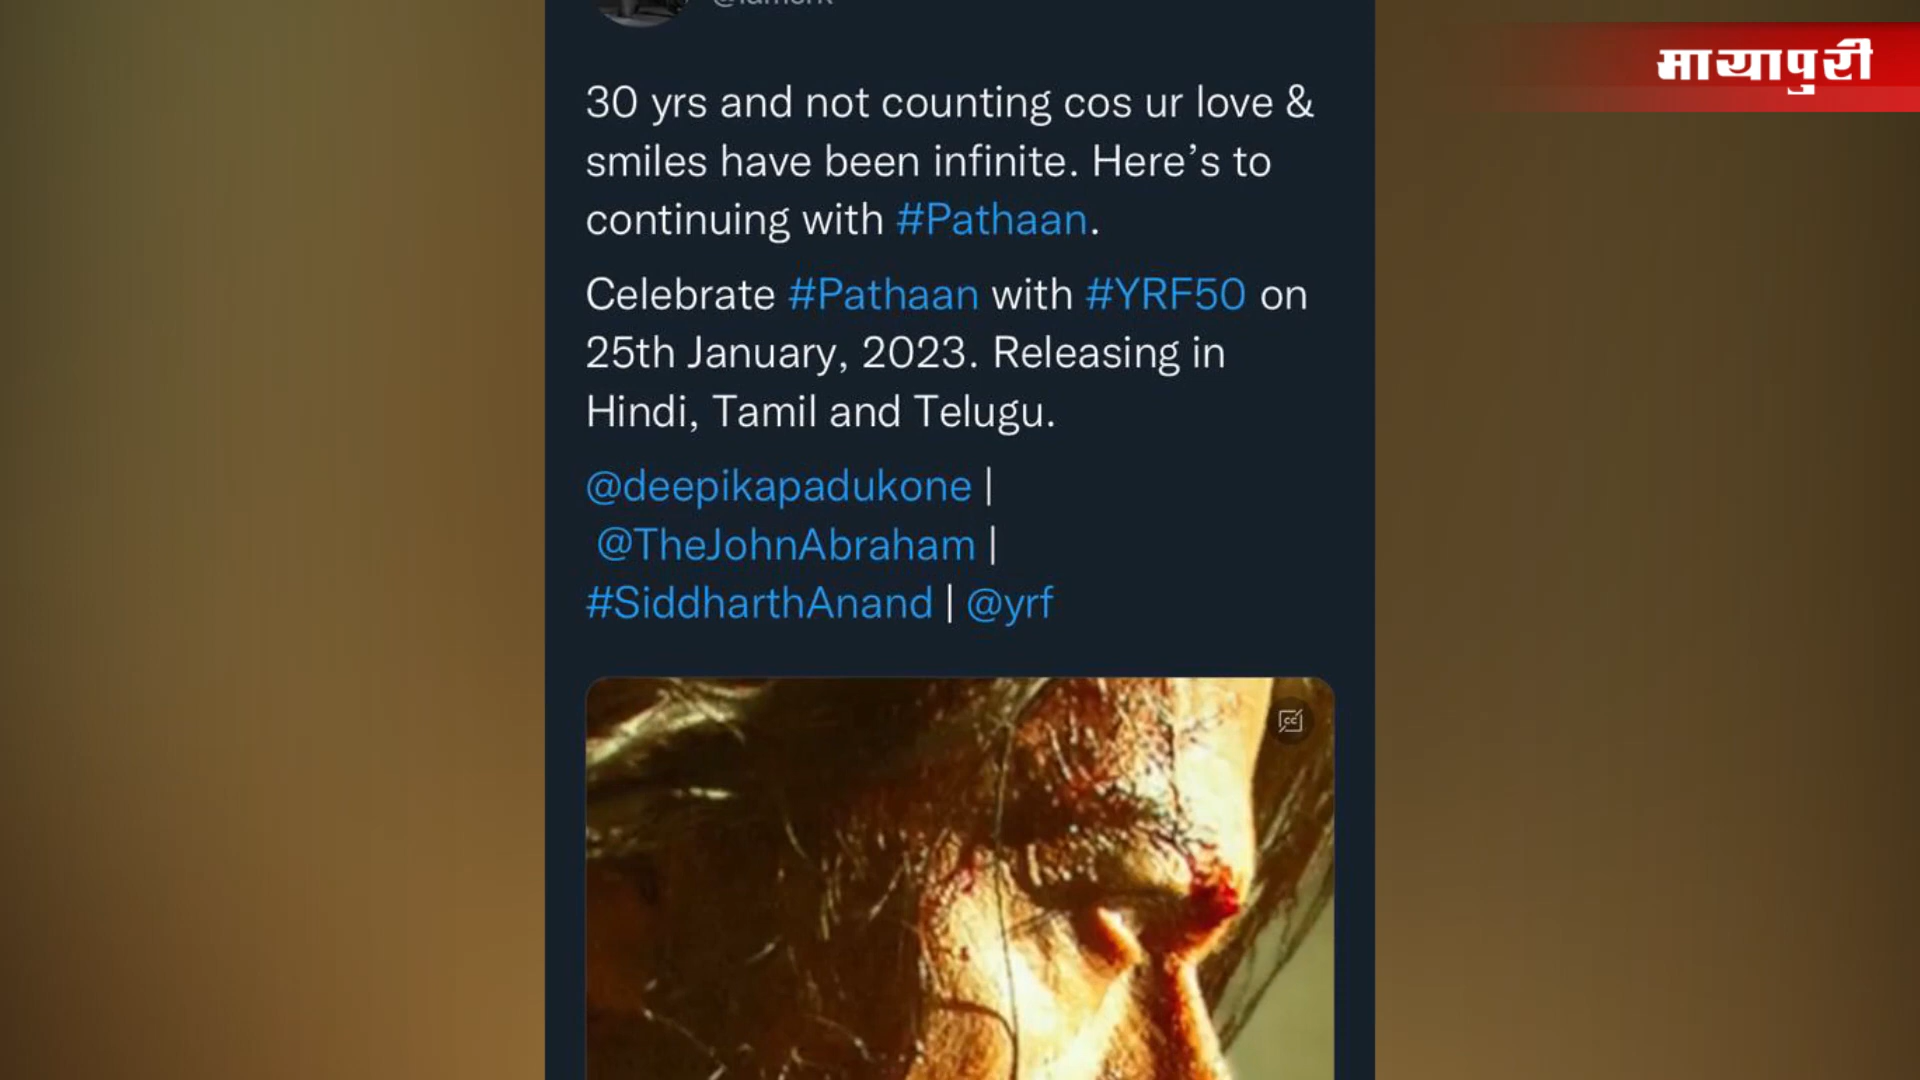 मायापुरी
30 yrs and not counting cos ur love &
smiles have been infinite. Here’s to
continuing with #Pathaan.
Celebrate #Pathaan with #YRF50 on
25th January, 2023. Releasing in
Hindi, Tamil and Telugu.
@deepikapadukone |
@TheJohnAbraham |
#SiddharthAnand | @yrf